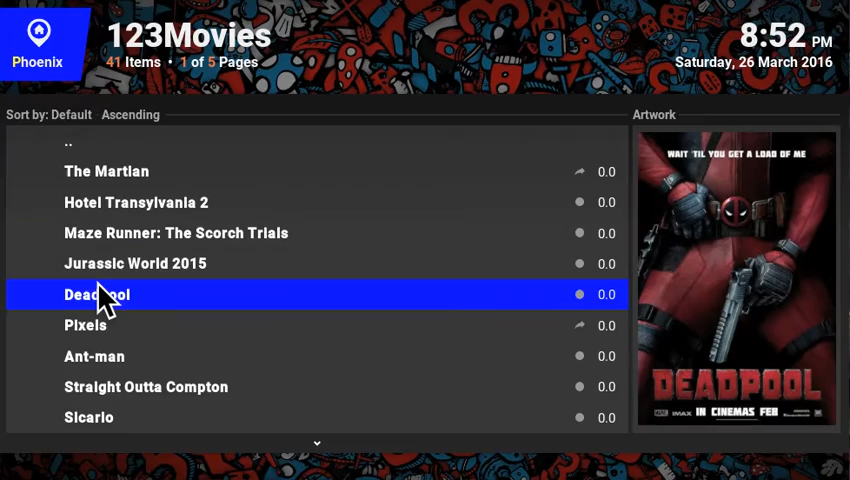 Phoenix
123Movies
41 Items • 1 of 5 Pages
8:52 PM
Saturday, 26 March 2016
Sort by: Default Ascending
Artwork
..
The Martian 0.0
Hotel Transylvania 2 0.0
Maze Runner: The Scorch Trials 0.0
Jurassic World 2015 0.0
Deadpool 0.0
Pixels 0.0
Ant-man 0.0
Straight Outta Compton 0.0
Sicario 0.0
WAIT 'TIL YOU GET A LOAD OF ME
DEADPOOL
IMAX IN CINEMAS FEB